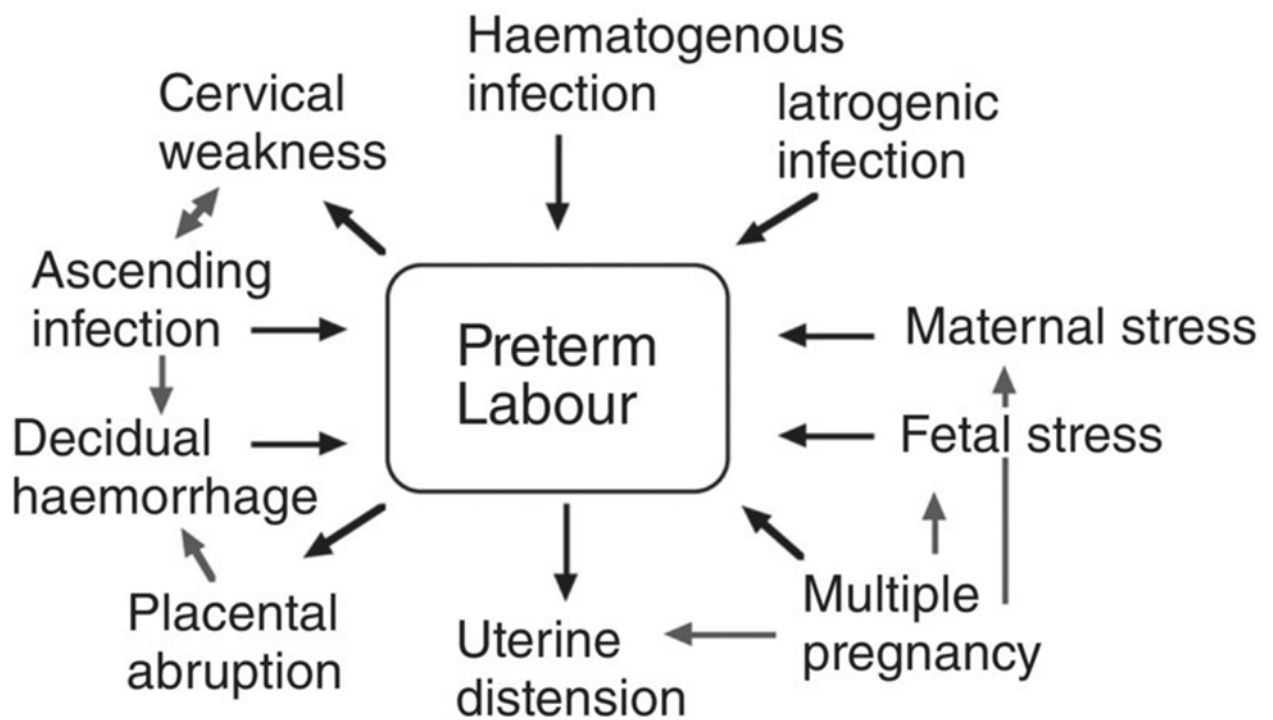 Haematogenous
infection
Cervical
weakness
Iatrogenic
infection
Ascending
infection
Preterm
Labour
Maternal stress
Fetal stress
Decidual
haemorrhage
Multiple
pregnancy
Placental
abruption
Uterine
distension